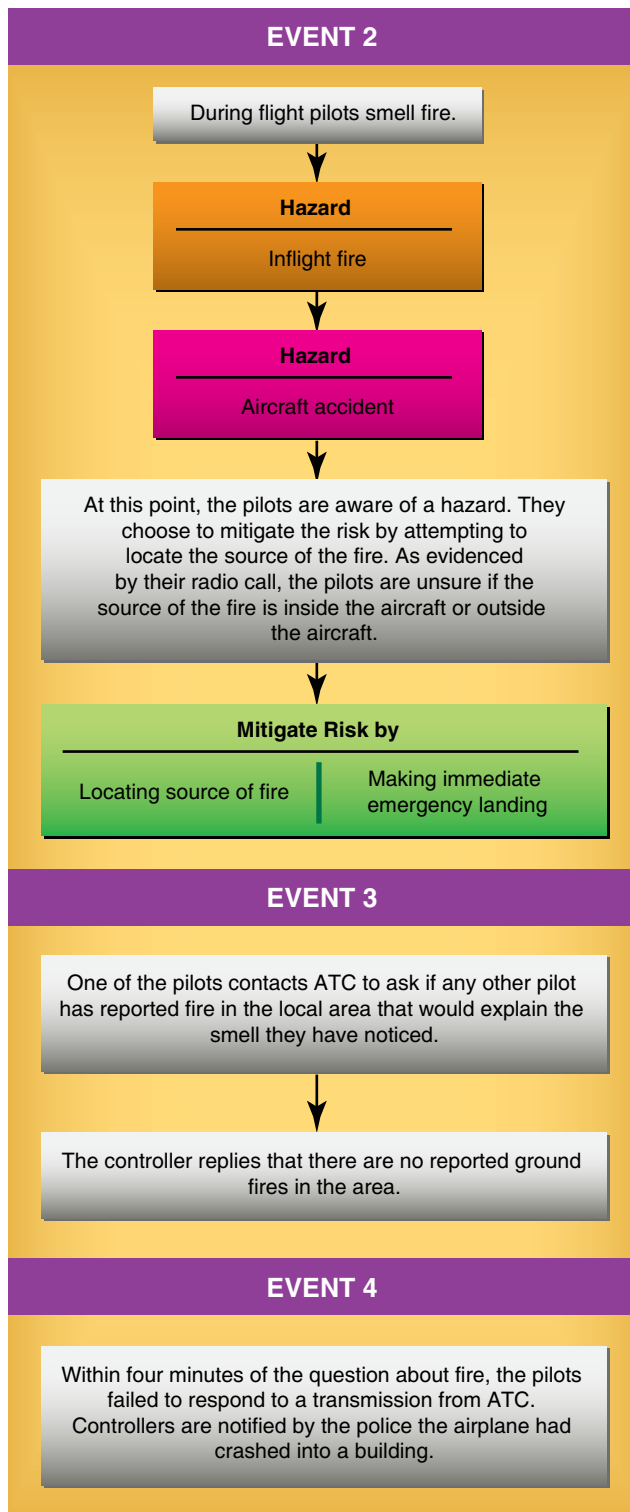 EVENT 2
During flight pilots smell fire.
Hazard
Inflight fire
Hazard
Aircraft accident
At this point, the pilots are aware of a hazard. They
choose to mitigate the risk by attempting to
locate the source of the fire. As evidenced
by their radio call, the pilots are unsure if the
source of the fire is inside the aircraft or outside
the aircraft.
Mitigate Risk by
Locating source of fire
Making immediate
emergency landing
EVENT 3
One of the pilots contacts ATC to ask if any other pilot
has reported fire in the local area that would explain the
smell they have noticed.
The controller replies that there are no reported ground
fires in the area.
EVENT 4
Within four minutes of the question about fire, the pilots
failed to respond to a transmission from ATC.
Controllers are notified by the police the airplane had
crashed into a building.